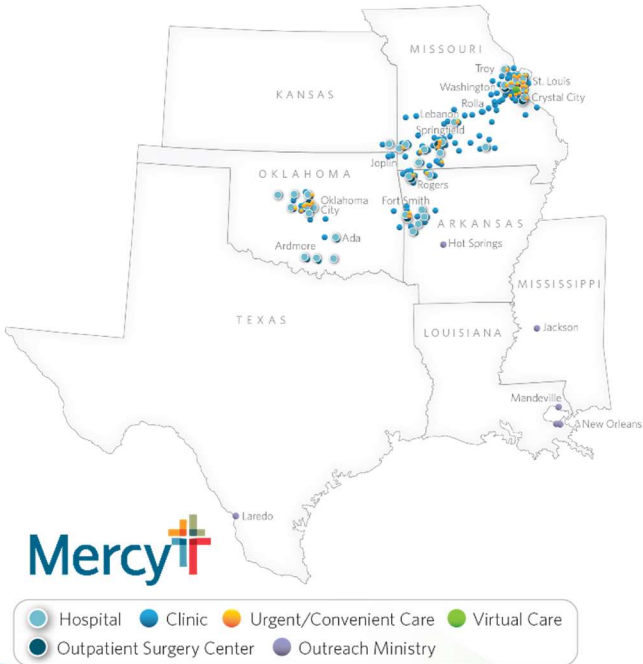 MISSOURI
Troy
St. Louis
Washington
Crystal City
KANSAS
Rolla
Lebanon
Springfield
Joplin
OKLAHOMA
Rogers
Oklahoma
City
Fort Smith
ARKANSAS
Ada
Hot Springs
Ardmore
MISSISSIPPI
TEXAS
LOUISIANA
Jackson
Mandeville
New Orleans
Laredo
Mercy
Hospital
Clinic
Urgent/Convenient Care
Virtual Care
Outpatient Surgery Center
Outreach Ministry